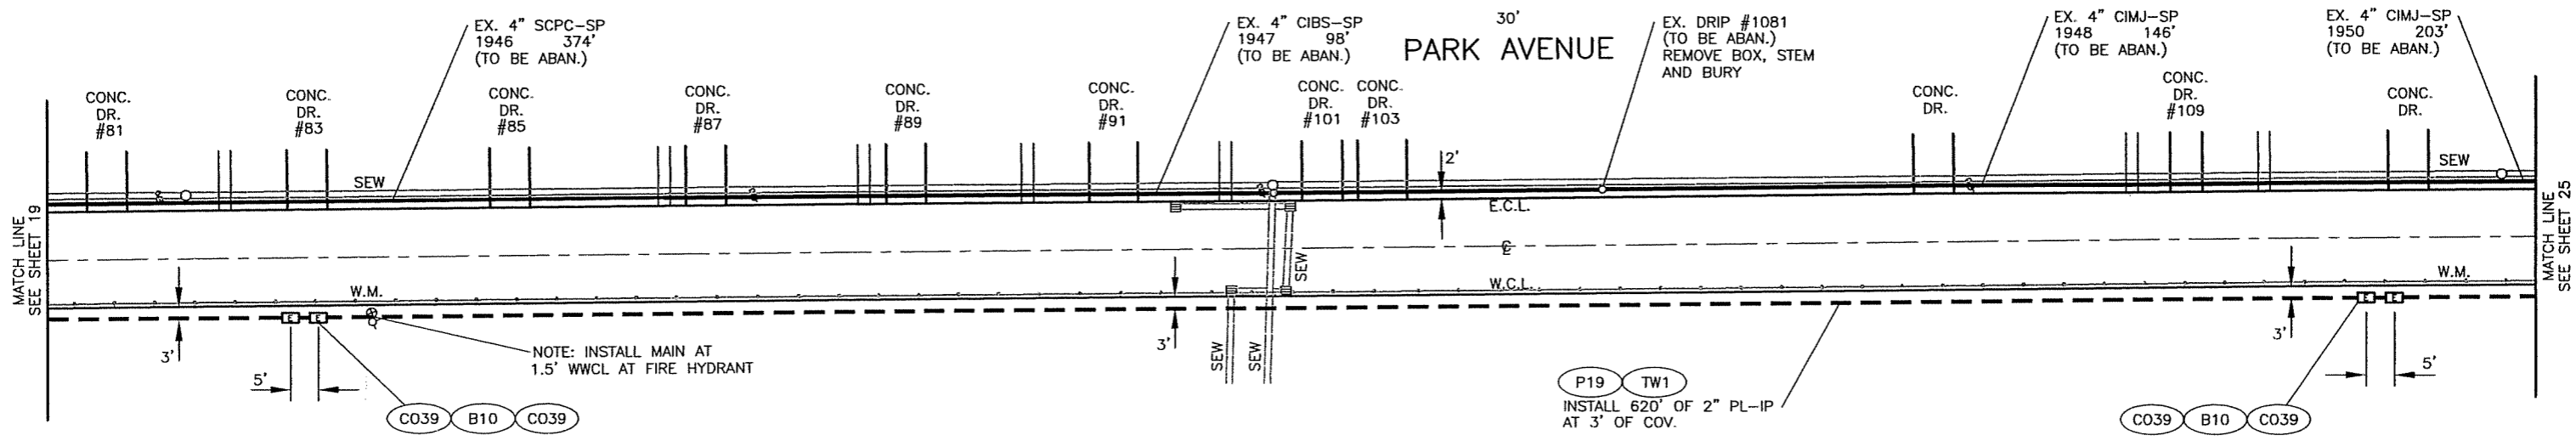 EX. 4" SCPC-SP
1946 374'
(TO BE ABAN.)
EX. 4" CIBS-SP
1947 98'
(TO BE ABAN.)
30'
PARK AVENUE
EX. DRIP #1081
(TO BE ABAN.)
REMOVE BOX, STEM
AND BURY
EX. 4" CIMJ-SP
1948 146'
(TO BE ABAN.)
EX. 4" CIMJ-SP
1950 203'
(TO BE ABAN.)
CONC.
DR.
#81
CONC.
DR.
#83
CONC.
DR.
#85
CONC.
DR.
#87
CONC.
DR.
#89
CONC.
DR.
#91
CONC.
DR.
#101
CONC.
DR.
#103
CONC.
DR.
CONC.
DR.
#109
CONC.
DR.
SEW
2'
SEW
MATCH LINE
SEE SHEET 19
E.C.L.
MATCH LINE
SEE SHEET 25
SEW
W.M.
W.C.L.
W.M.
E
E
E
E
3'
3'
3'
NOTE: INSTALL MAIN AT
1.5' WWCL AT FIRE HYDRANT
SEW
SEW
5'
5'
P19 TW1
INSTALL 620' OF 2" PL-IP
AT 3' OF COV.
C039 B10 C039
C039 B10 C039